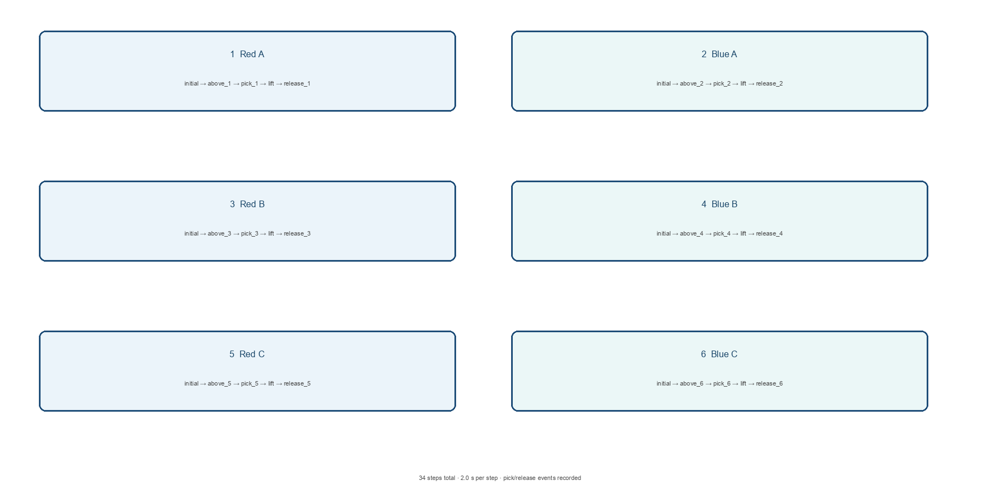 1  Red A
initial → above_1 → pick_1 → lift → release_1
2  Blue A
initial → above_2 → pick_2 → lift → release_2
3  Red B
initial → above_3 → pick_3 → lift → release_3
4  Blue B
initial → above_4 → pick_4 → lift → release_4
5  Red C
initial → above_5 → pick_5 → lift → release_5
6  Blue C
initial → above_6 → pick_6 → lift → release_6
34 steps total · 2.0 s per step · pick/release events recorded